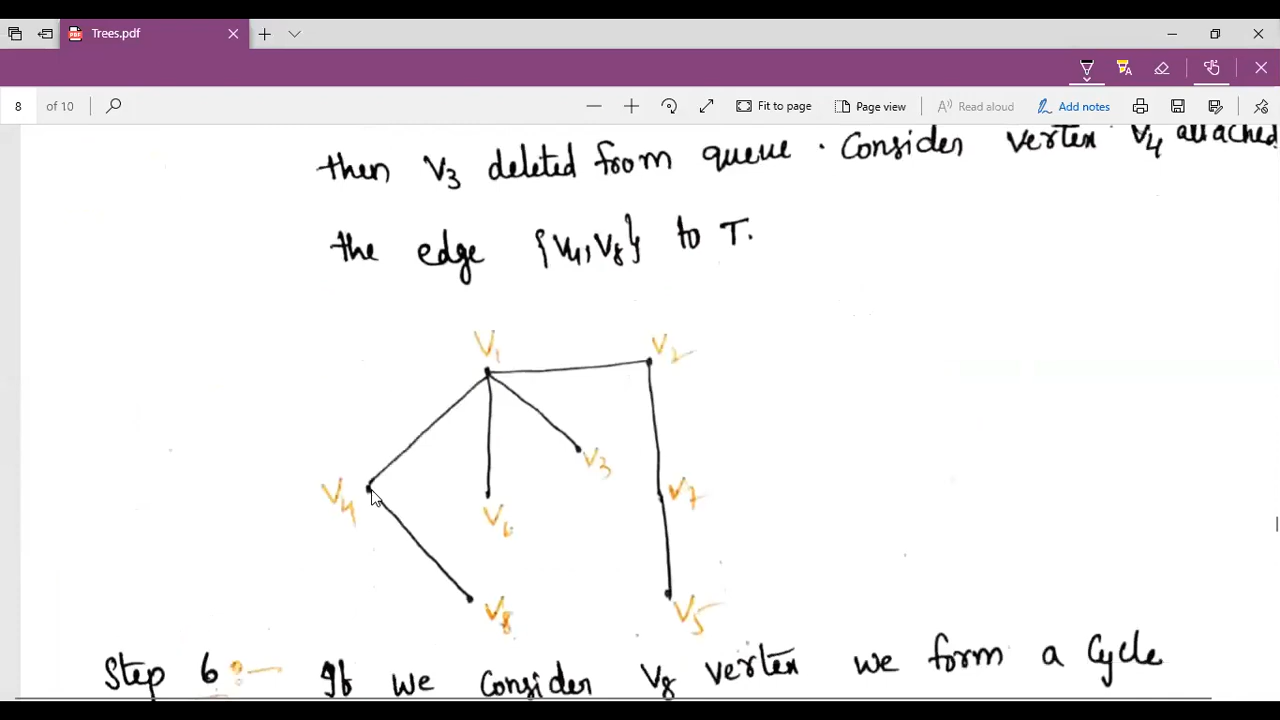 Trees.pdf
8 of 10
Fit to page
Page view
Read aloud
Add notes
then V3 deleted from queue. Consider vertex V4 attached
the edge {V4, V8} to T.
V1
V2
V3
V4
V7
V6
V8
V5
Step 6 :- If we consider V8 vertex we form a Cycle